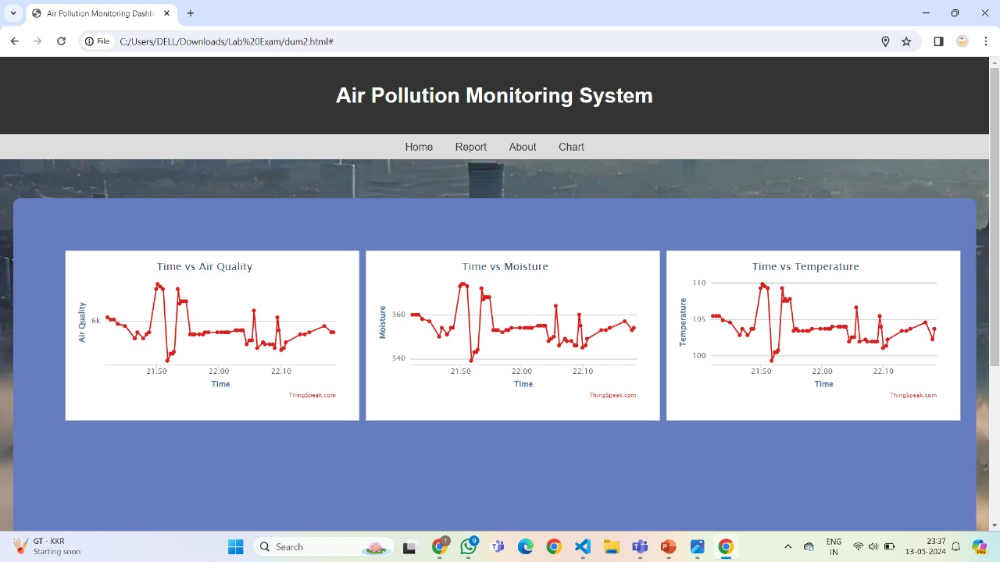 Air Pollution Monitoring Dashb
File
C:/Users/DELL/Downloads/Lab%20Exam/dum2.html#
Air Pollution Monitoring System
Home Report About Chart
Time vs Air Quality
Air Quality
6k
21:50 22:00 22:10
Time
ThingSpeak.com
Time vs Moisture
Moisture
360
340
21:50 22:00 22:10
Time
ThingSpeak.com
Time vs Temperature
Temperature
110
105
100
21:50 22:00 22:10
Time
ThingSpeak.com
GT - KKR
Starting soon
Search
T
9
ENG
IN
23:37
13-05-2024
PRE